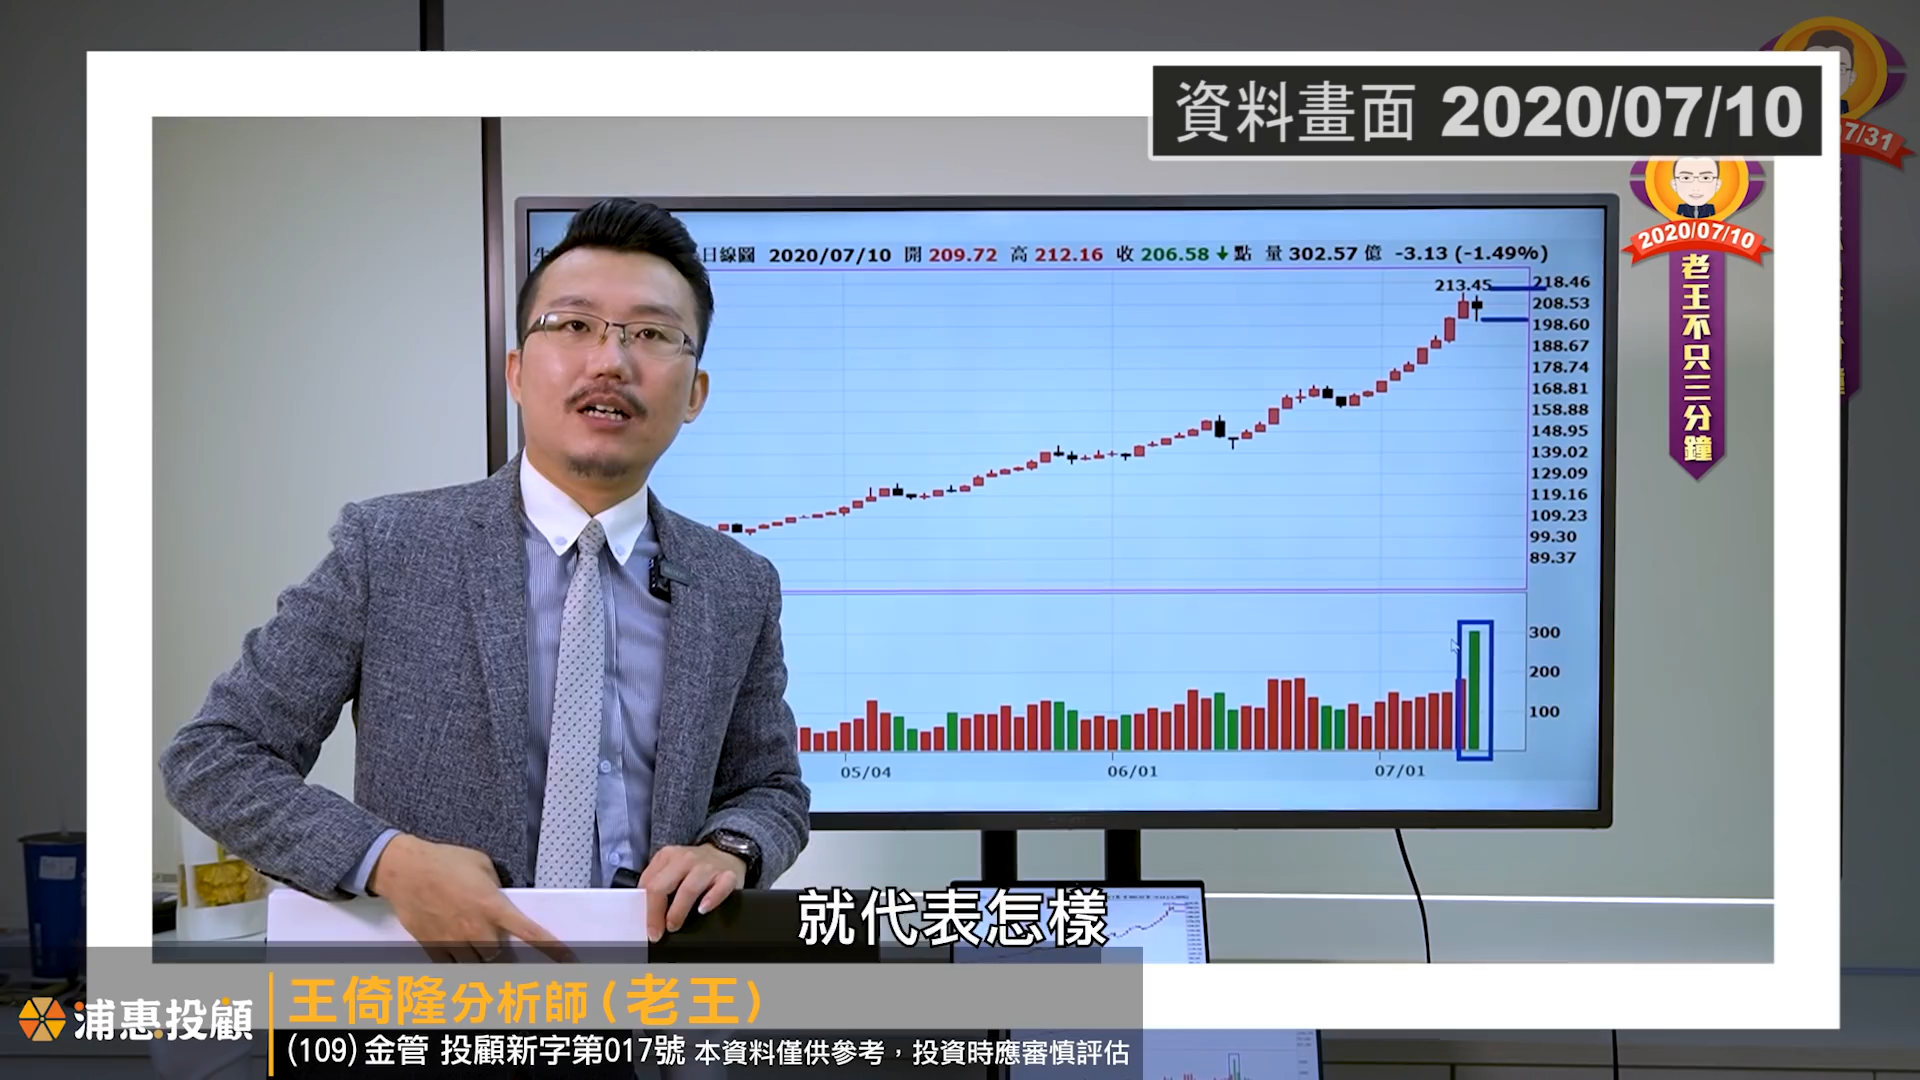 資料畫面 2020/07/10
7/31
2020/07/10
老王不只三分鐘
日線圖 2020/07/10 開 209.72 高 212.16 收 206.58↓點 量 302.57 億 -3.13 (-1.49%)
213.45
218.46
208.53
198.60
188.67
178.74
168.81
158.88
148.95
139.02
129.09
119.16
109.23
99.30
89.37
300
200
100
05/04 06/01 07/01
就代表怎樣
浦惠投顧
王倚隆分析師(老王)
(109) 金管 投顧新字第017號 本資料僅供參考,投資時應審慎評估